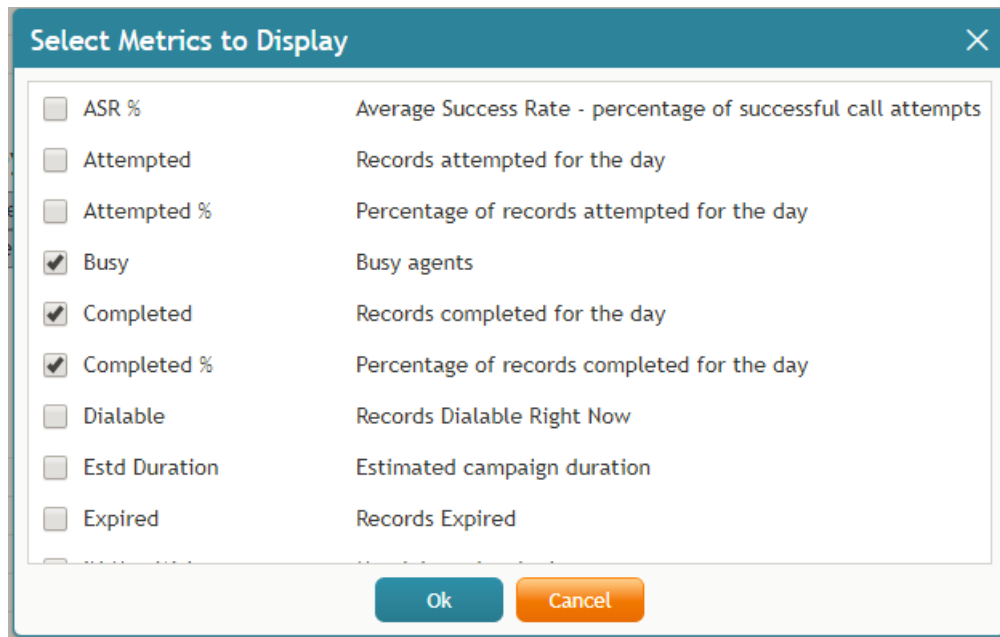 Select Metrics to Display
ASR % Average Success Rate - percentage of successful call attempts
Attempted Records attempted for the day
Attempted % Percentage of records attempted for the day
Busy Busy agents
Completed Records completed for the day
Completed % Percentage of records completed for the day
Dialable Records Dialable Right Now
Estd Duration Estimated campaign duration
Expired Records Expired
Ok Cancel